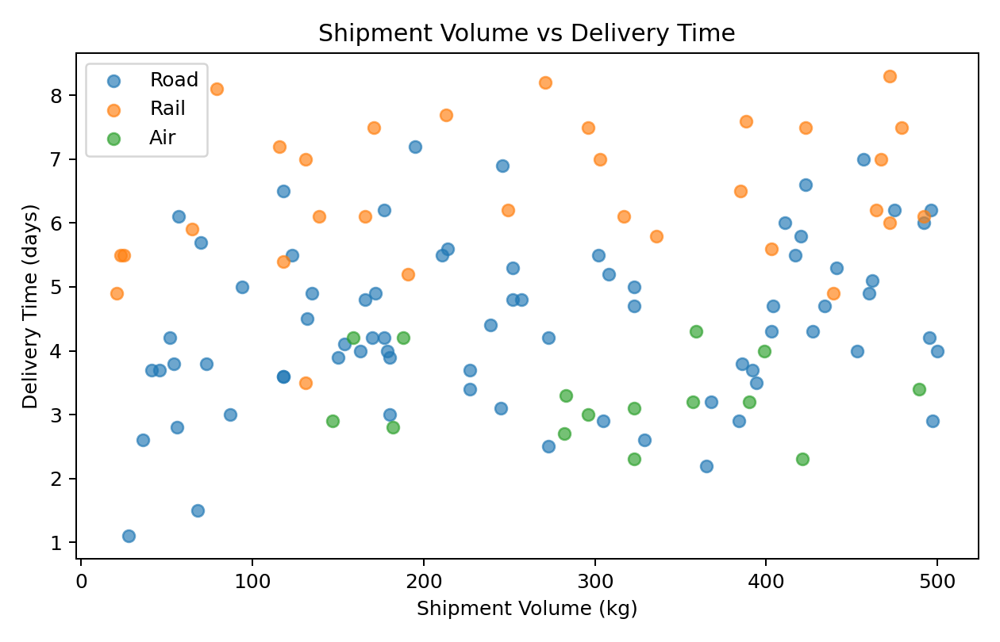 Shipment Volume vs Delivery Time
Road
Rail
Air
Delivery Time (days)
8
7
6
5
4
3
2
1
0 100 200 300 400 500
Shipment Volume (kg)